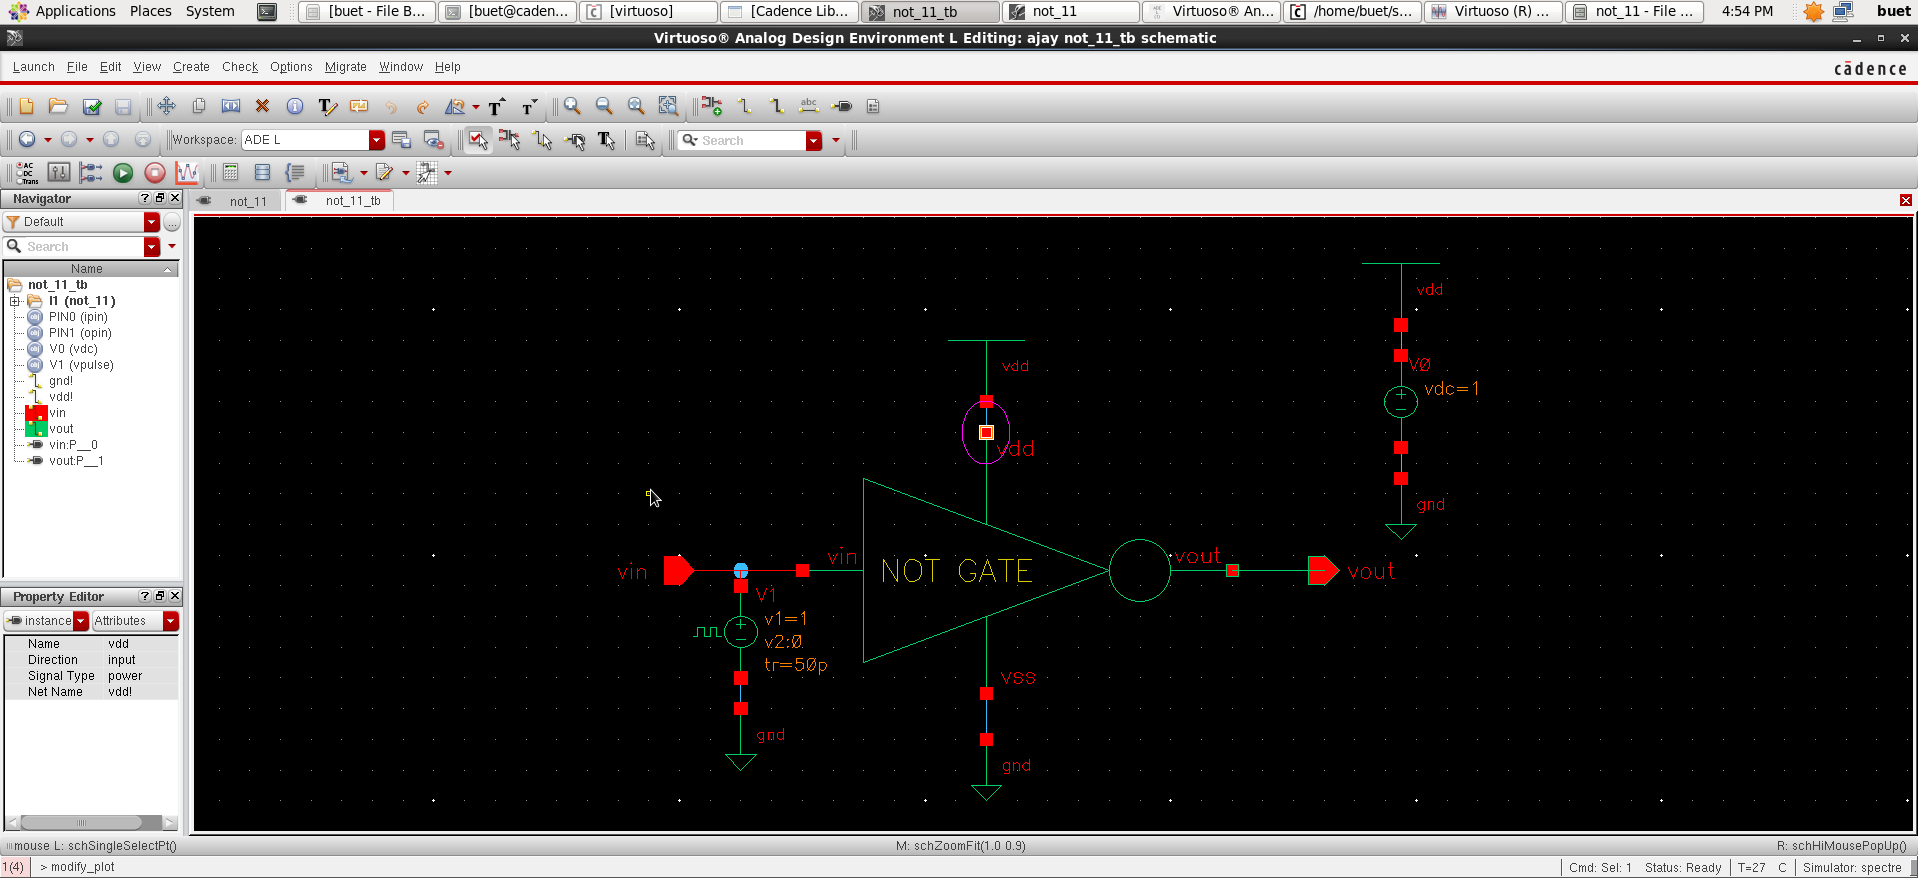 Applications Places System [buet - File B... [buet@caden... [virtuoso] [Cadence Lib... not_11_tb not_11 Virtuoso® An... /home/buet/s... Virtuoso (R) ... not_11 - File ... 4:54 PM buet
Virtuoso® Analog Design Environment L Editing: ajay not_11_tb schematic
Launch File Edit View Create Check Options Migrate Window Help
cādence
abc
Workspace: ADE L Search
AC
DC
Trans
Navigator
not_11 not_11_tb
Default
Search
Name
not_11_tb
I1 (not_11)
PIN0 (ipin)
PIN1 (opin)
V0 (vdc)
V1 (vpulse)
gnd!
vdd!
vin
vout
vin:P__0
vout:P__1
Property Editor
instance Attributes
Name vdd
Direction input
Signal Type power
Net Name vdd!
vdd
V0
vdc=1
gnd
vdd
vdd
vin
vin
NOT GATE
vout
vout
V1
v1=1
v2:0
tr=50p
gnd
vss
gnd
mouse L: schSingleSelectPt() M: schZoomFit(1.0 0.9) R: schHiMousePopUp()
1(4) > modify_plot Cmd: Sel: 1 Status: Ready T=27 C Simulator: spectre